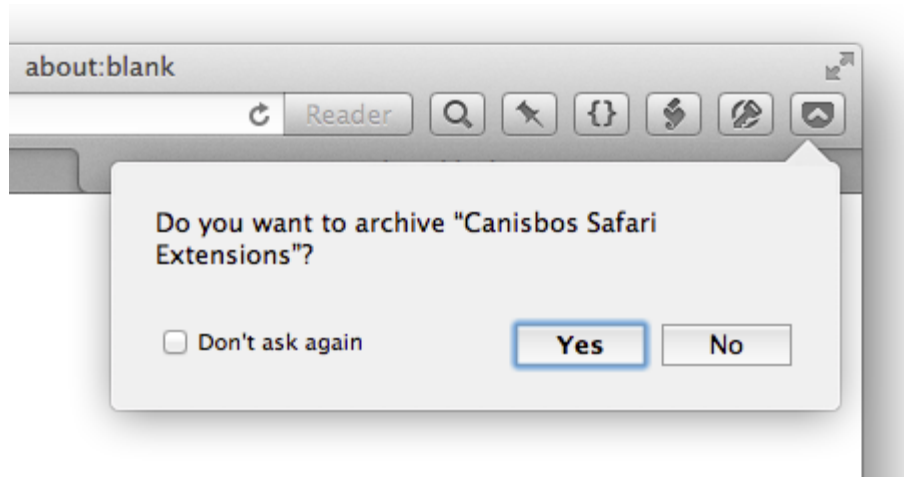 about:blank
Reader
Do you want to archive “Canisbos Safari
Extensions”?
Don't ask again
Yes
No